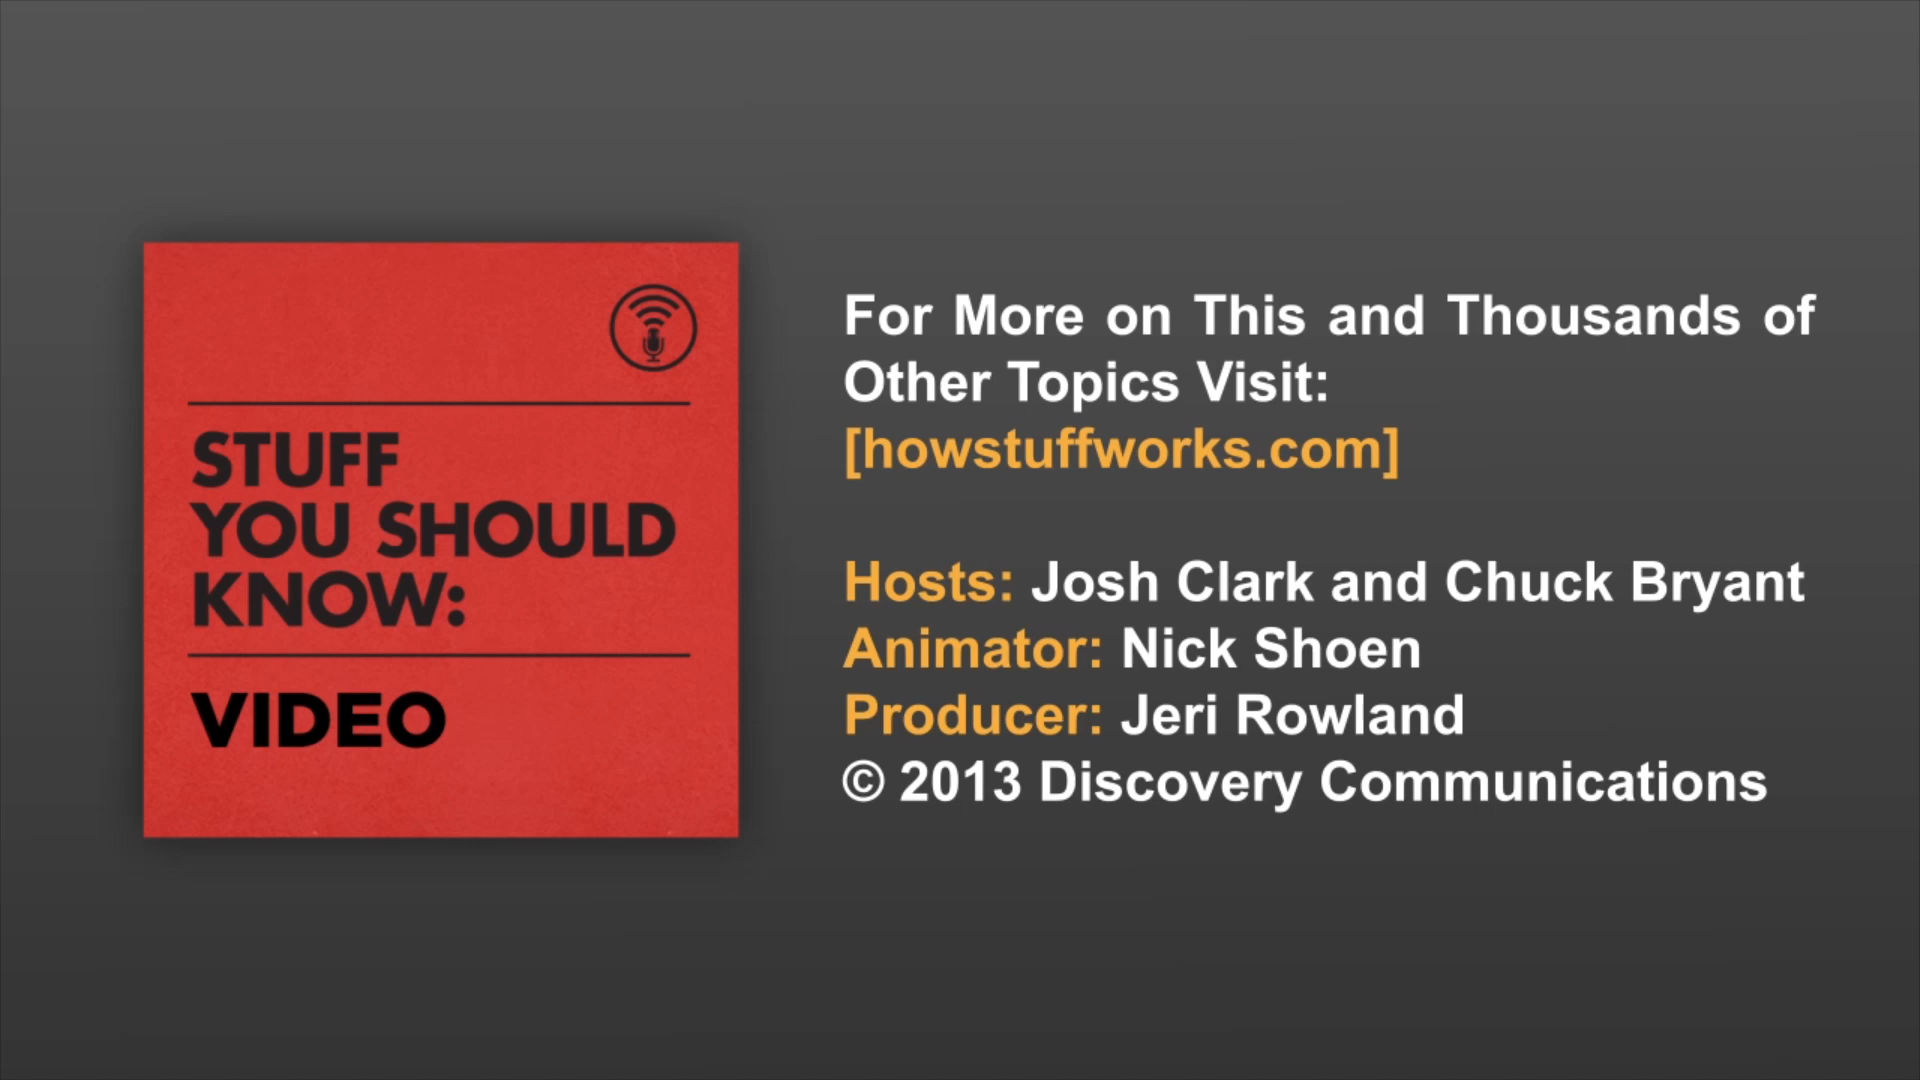 STUFF
YOU SHOULD
KNOW:
VIDEO
For More on This and Thousands of
Other Topics Visit:
[howstuffworks.com]
Hosts: Josh Clark and Chuck Bryant
Animator: Nick Shoen
Producer: Jeri Rowland
© 2013 Discovery Communications